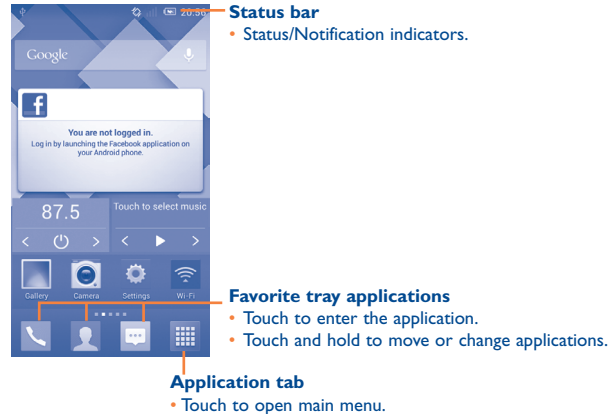 20:56
Status bar
• Status/Notification indicators.
Google
f
You are not logged in.
Log in by launching the Facebook application on
your Android phone.
87.5
Touch to select music
Gallery
Camera
Settings
Wi-Fi
Favorite tray applications
• Touch to enter the application.
• Touch and hold to move or change applications.
Application tab
• Touch to open main menu.